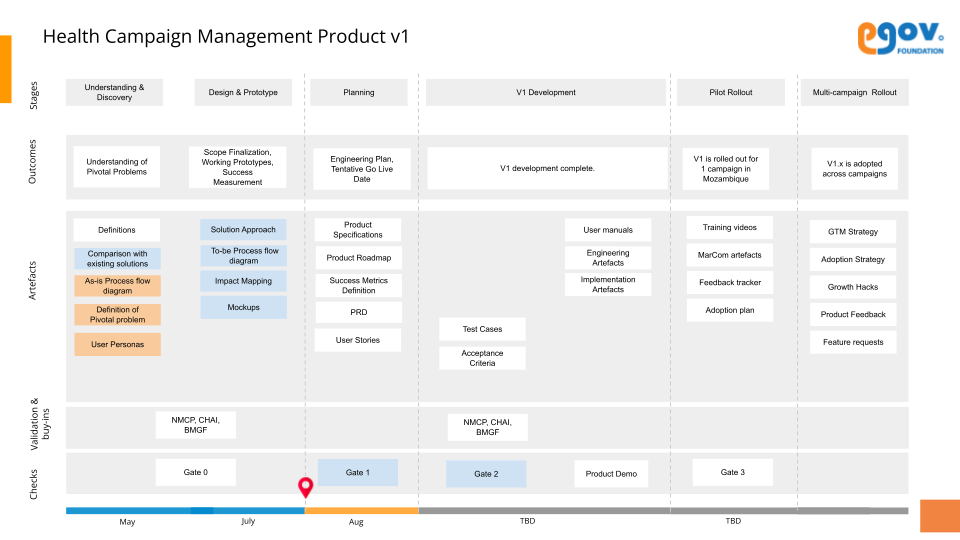 Health Campaign Management Product v1
egov.
FOUNDATION
Stages
Understanding &
Discovery
Design & Prototype
Planning
V1 Development
Pilot Rollout
Multi-campaign Rollout
Outcomes
Understanding of
Pivotal Problems
Scope Finalization,
Working Prototypes,
Success
Measurement
Engineering Plan,
Tentative Go Live
Date
V1 development complete.
V1 is rolled out for
1 campaign in
Mozambique
V1.x is adopted
across campaigns
Artefacts
Definitions
Comparison with
existing solutions
As-is Process flow
diagram
Definition of
Pivotal problem
User Personas
Solution Approach
To-be Process flow
diagram
Impact Mapping
Mockups
Product
Specifications
Product Roadmap
Success Metrics
Definition
PRD
User Stories
Test Cases
Acceptance
Criteria
User manuals
Engineering
Artefacts
Implementation
Artefacts
Training videos
MarCom artefacts
Feedback tracker
Adoption plan
GTM Strategy
Adoption Strategy
Growth Hacks
Product Feedback
Feature requests
Validation &
buy-ins
NMCP, CHAI,
BMGF
NMCP, CHAI,
BMGF
Checks
Gate 0
Gate 1
Gate 2
Product Demo
Gate 3
May
July
Aug
TBD
TBD